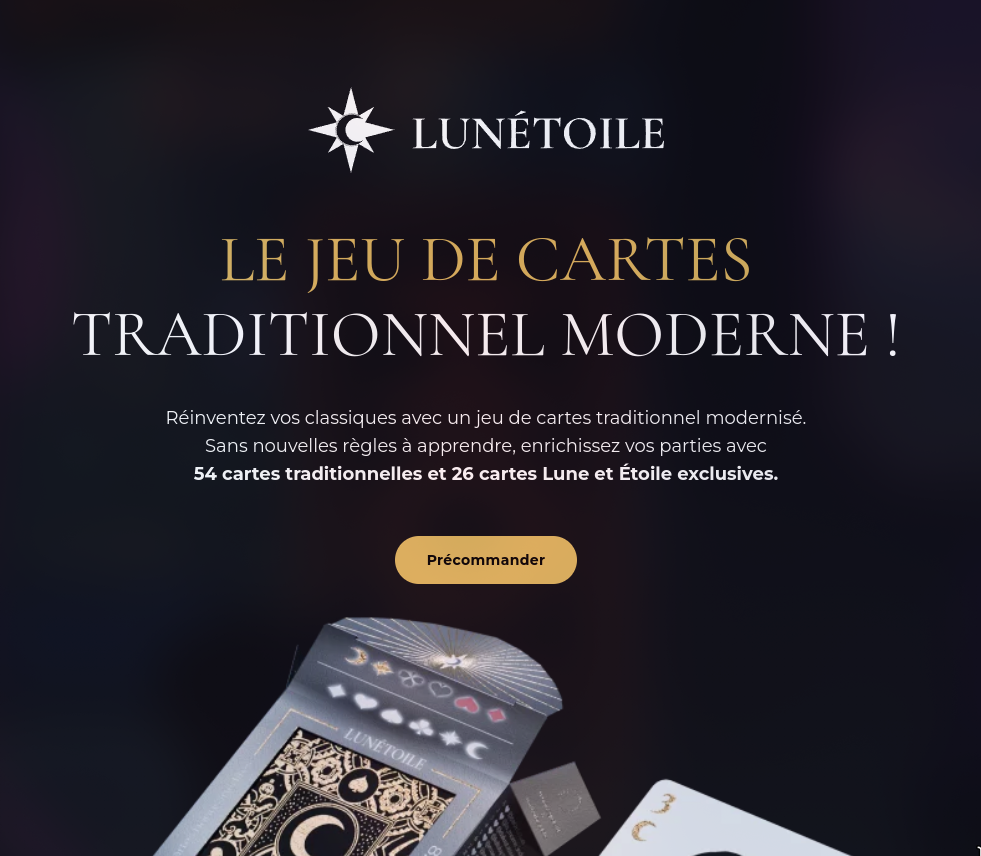 LUNÉTOILE
LE JEU DE CARTES
TRADITIONNEL MODERNE !
Réinventez vos classiques avec un jeu de cartes traditionnel modernisé.
Sans nouvelles règles à apprendre, enrichissez vos parties avec
54 cartes traditionnelles et 26 cartes Lune et Étoile exclusives.
Précommander
LUNÉTOILE
3